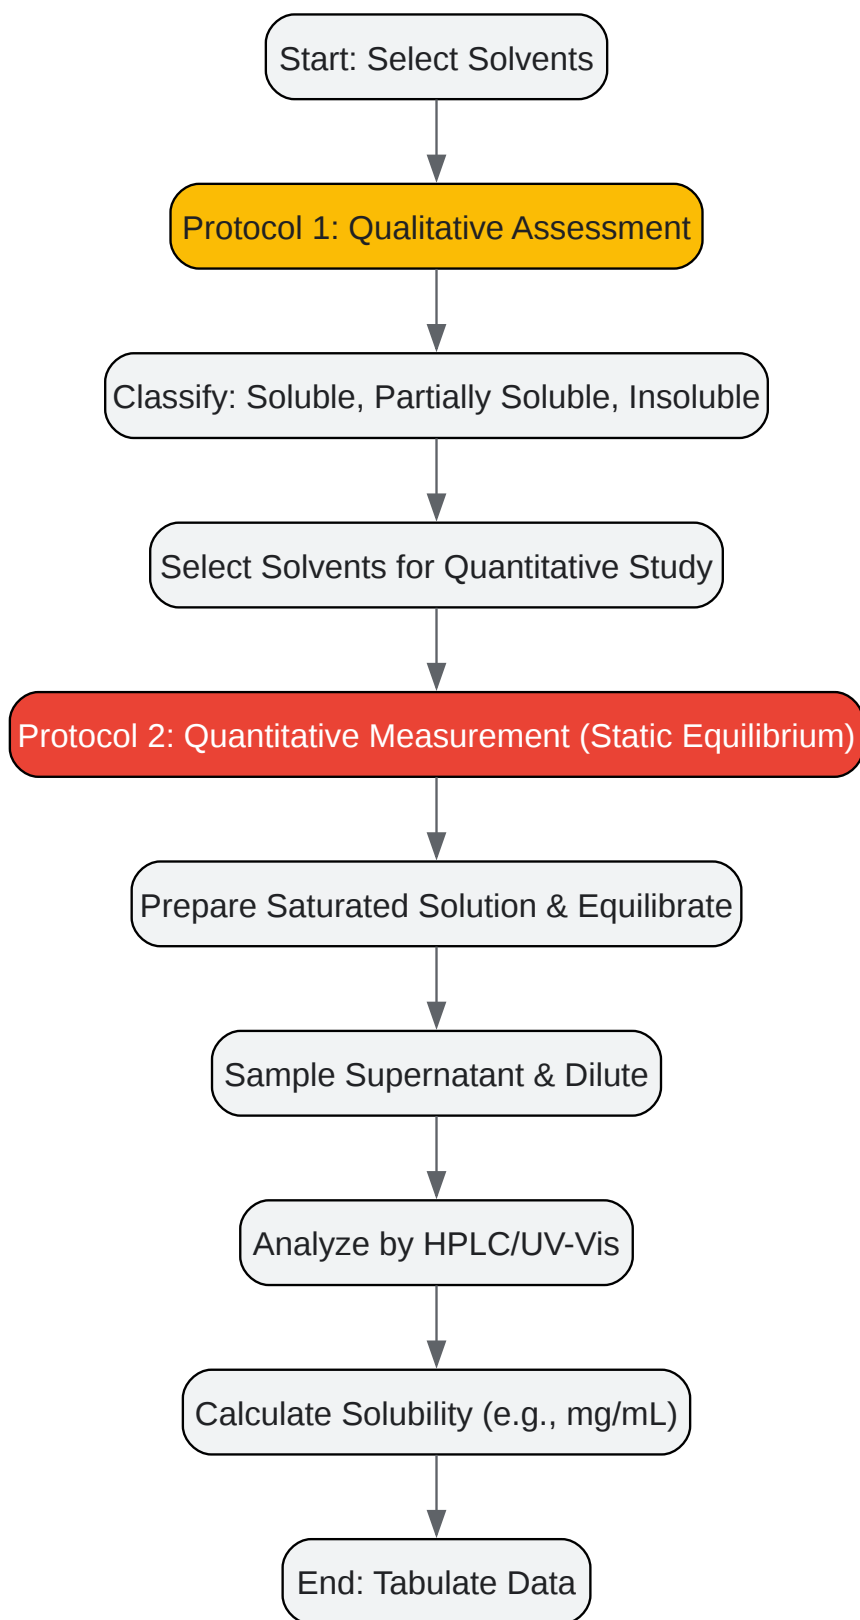 Start: Select Solvents
Protocol 1: Qualitative Assessment
Classify: Soluble, Partially Soluble, Insoluble
Select Solvents for Quantitative Study
Protocol 2: Quantitative Measurement (Static Equilibrium)
Prepare Saturated Solution & Equilibrate
Sample Supernatant & Dilute
Analyze by HPLC/UV-Vis
Calculate Solubility (e.g., mg/mL)
End: Tabulate Data